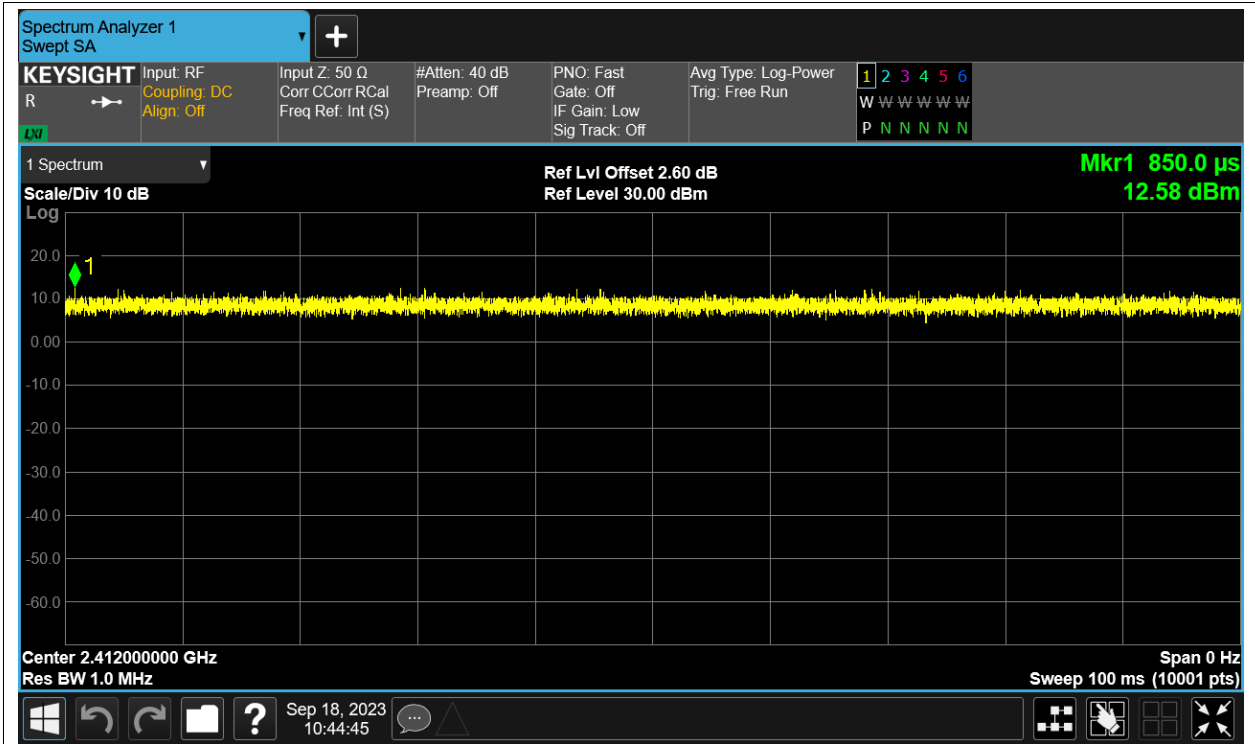 Spectrum Analyzer 1
Swept SA
KEYSIGHT
R
LXI
Input: RF
Coupling: DC
Align: Off
Input Z: 50 Ω
Corr CCorr RCal
Freq Ref: Int (S)
#Atten: 40 dB
Preamp: Off
PNO: Fast
Gate: Off
IF Gain: Low
Sig Track: Off
Avg Type: Log-Power
Trig: Free Run
1 2 3 4 5 6
W W W W W W
P N N N N N
1 Spectrum
Scale/Div 10 dB
Log
Ref Lvl Offset 2.60 dB
Ref Level 30.00 dBm
Mkr1 850.0 µs
12.58 dBm
20.0
1
10.0
0.00
-10.0
-20.0
-30.0
-40.0
-50.0
-60.0
Center 2.412000000 GHz
Res BW 1.0 MHz
Span 0 Hz
Sweep 100 ms (10001 pts)
?
Sep 18, 2023
10:44:45